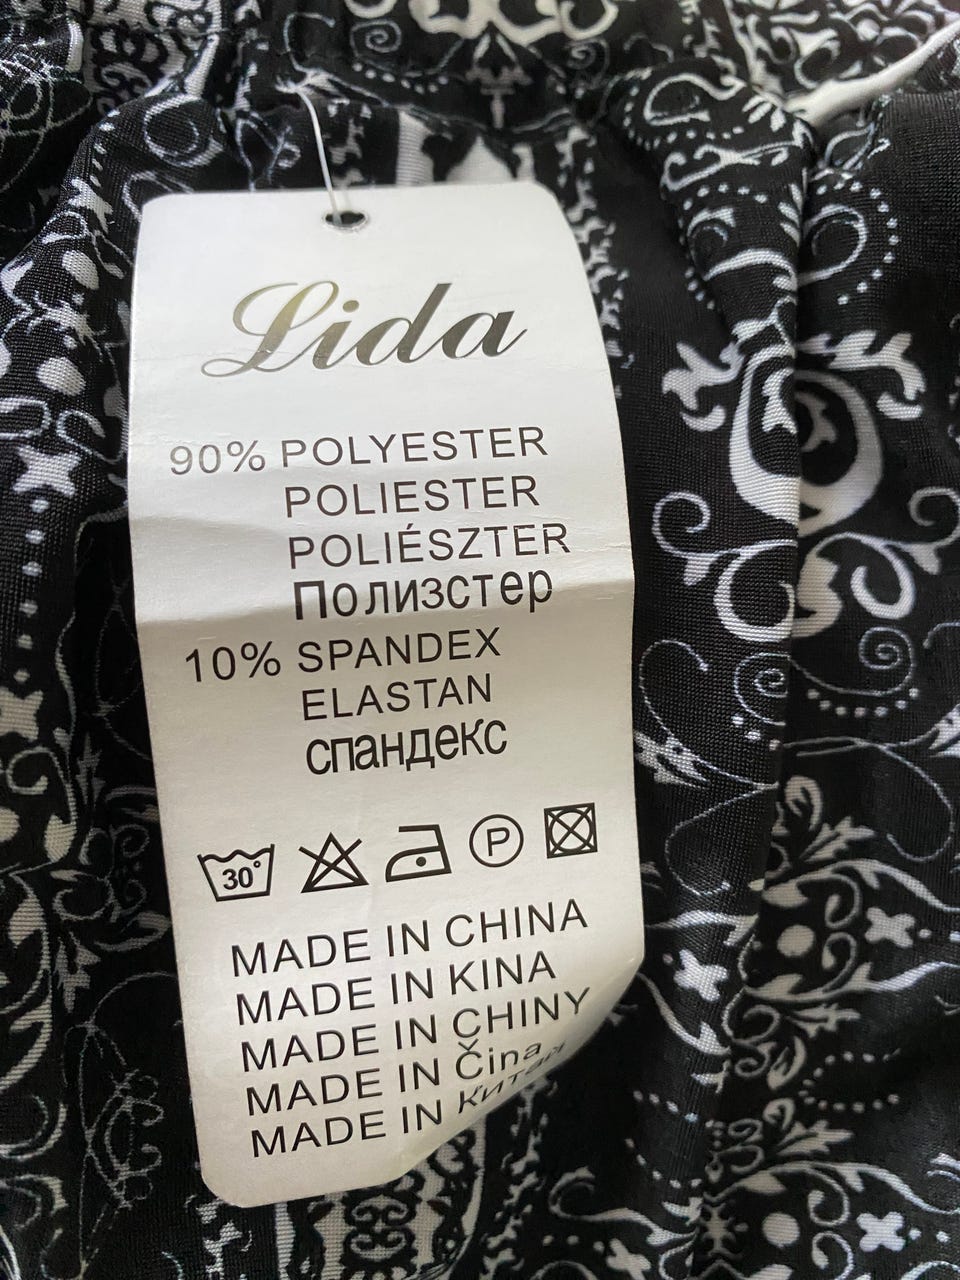 Lida
90% POLYESTER
POLIESTER
POLIÉSZTER
Полизстер
10% SPANDEX
ELASTAN
спандекс
30°
P
MADE IN CHINA
MADE IN KINA
MADE IN CHINY
MADE IN Čina
MADE IN Китай